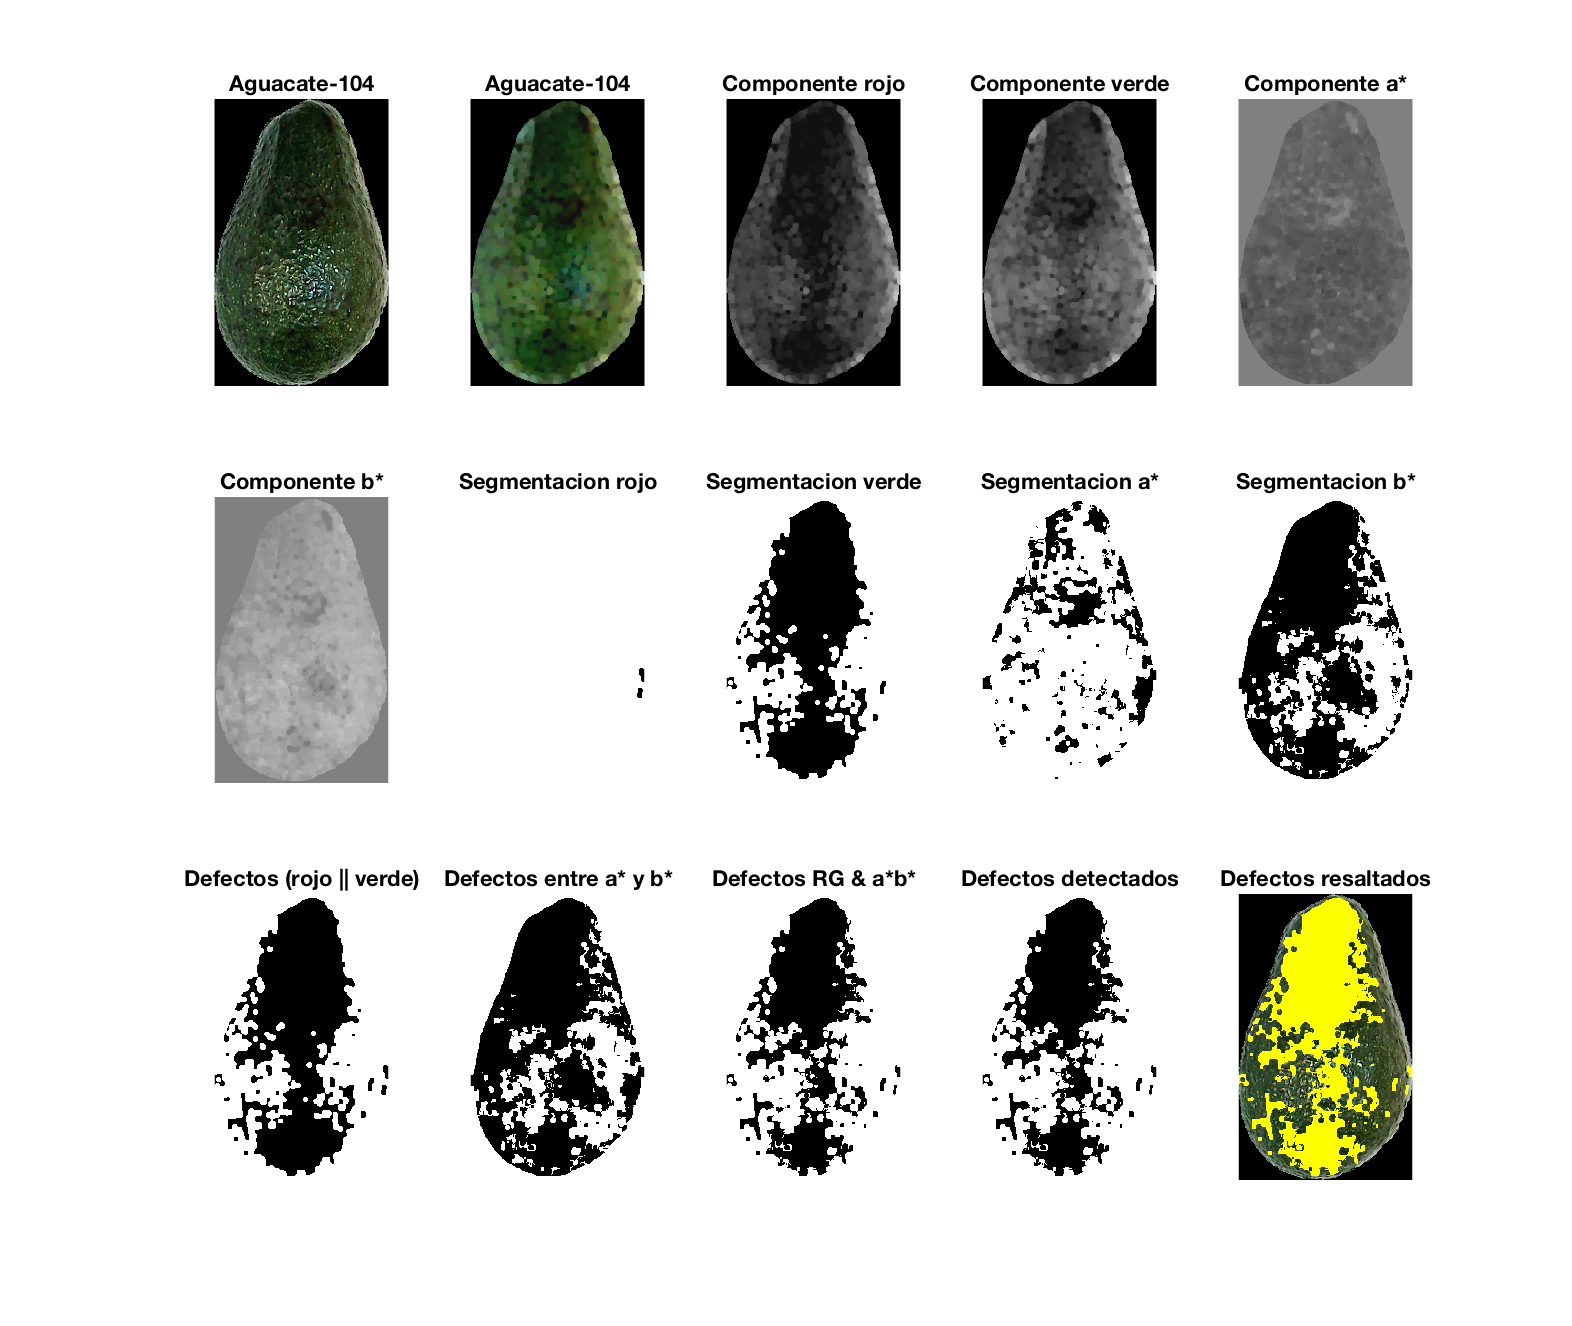 Aguacate-104
Aguacate-104
Componente rojo
Componente verde
Componente a*
Componente b*
Segmentacion rojo
Segmentacion verde
Segmentacion a*
Segmentacion b*
Defectos (rojo || verde)
Defectos entre a* y b*
Defectos RG & a*b*
Defectos detectados
Defectos resaltados